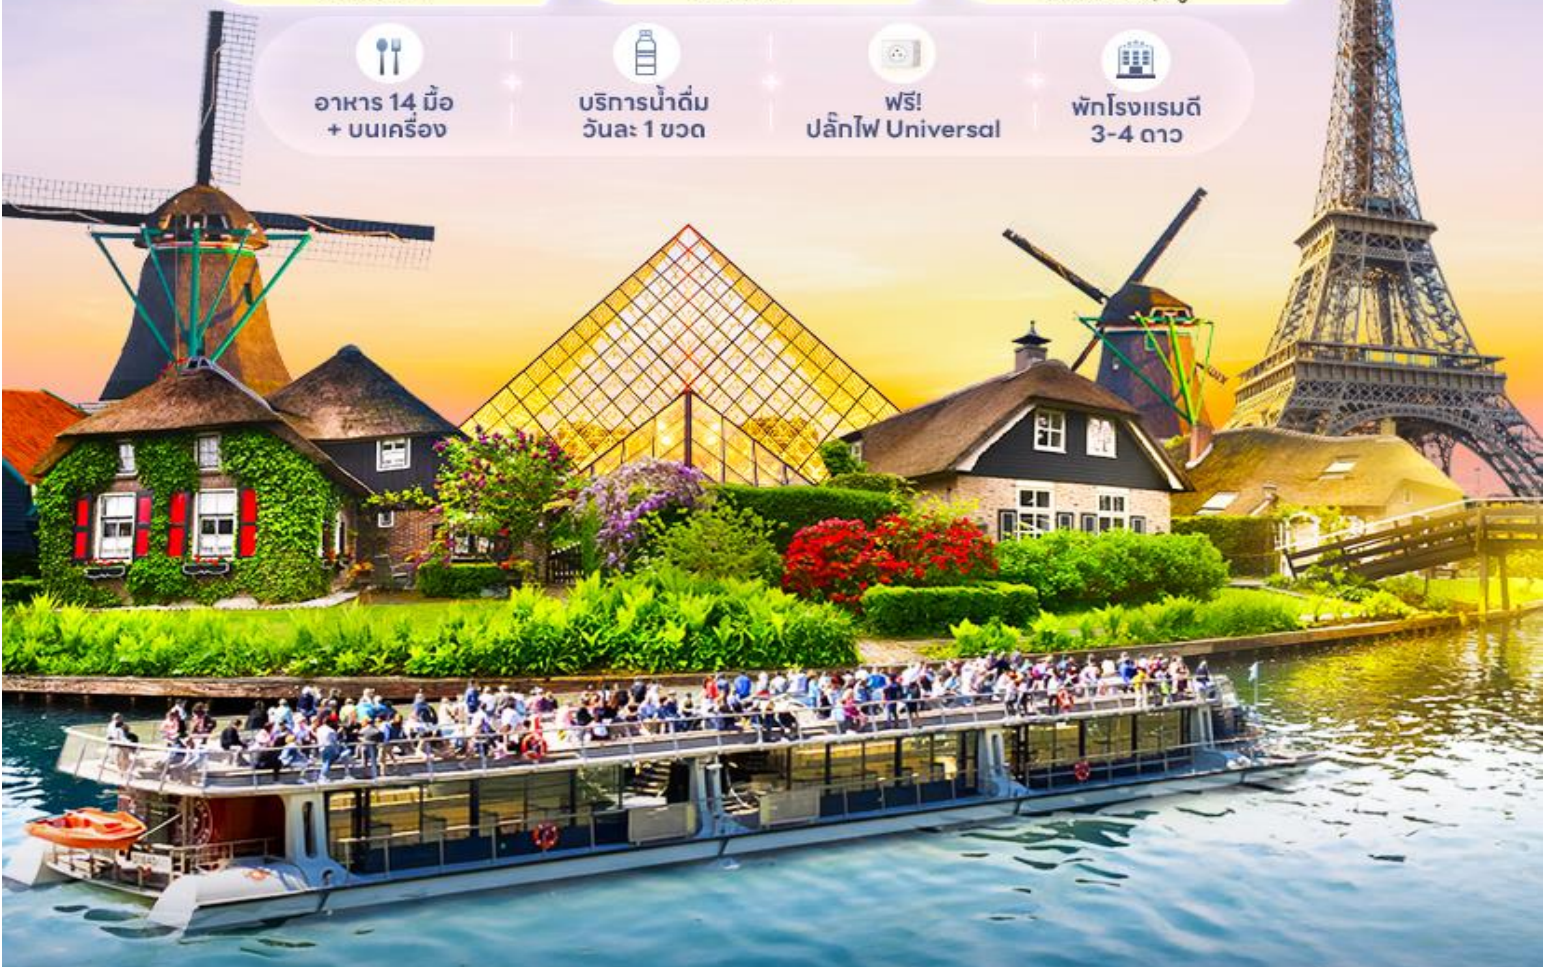 อาหาร 14 มื้อ
+ บนเครื่อง
บริการน้ำดื่ม
วันละ 1 ขวด
ฟรี!
ปลั๊กไฟ Universal
พักโรงแรมดี
3-4 ดาว